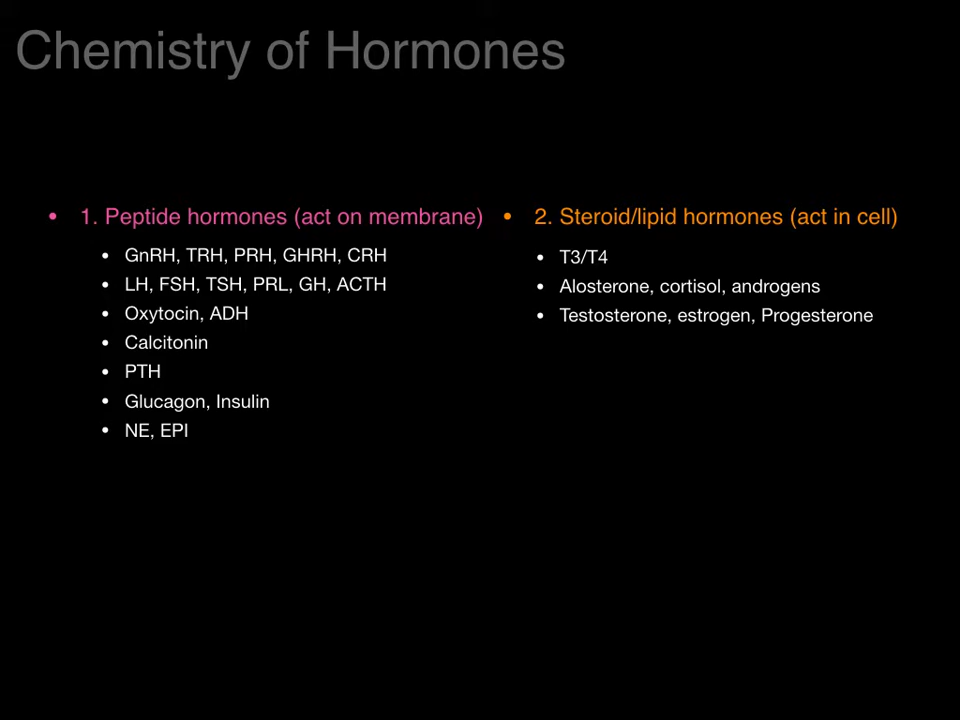 Chemistry of Hormones
• 1. Peptide hormones (act on membrane)
• GnRH, TRH, PRH, GHRH, CRH
• LH, FSH, TSH, PRL, GH, ACTH
• Oxytocin, ADH
• Calcitonin
• PTH
• Glucagon, Insulin
• NE, EPI
• 2. Steroid/lipid hormones (act in cell)
• T3/T4
• Alosterone, cortisol, androgens
• Testosterone, estrogen, Progesterone